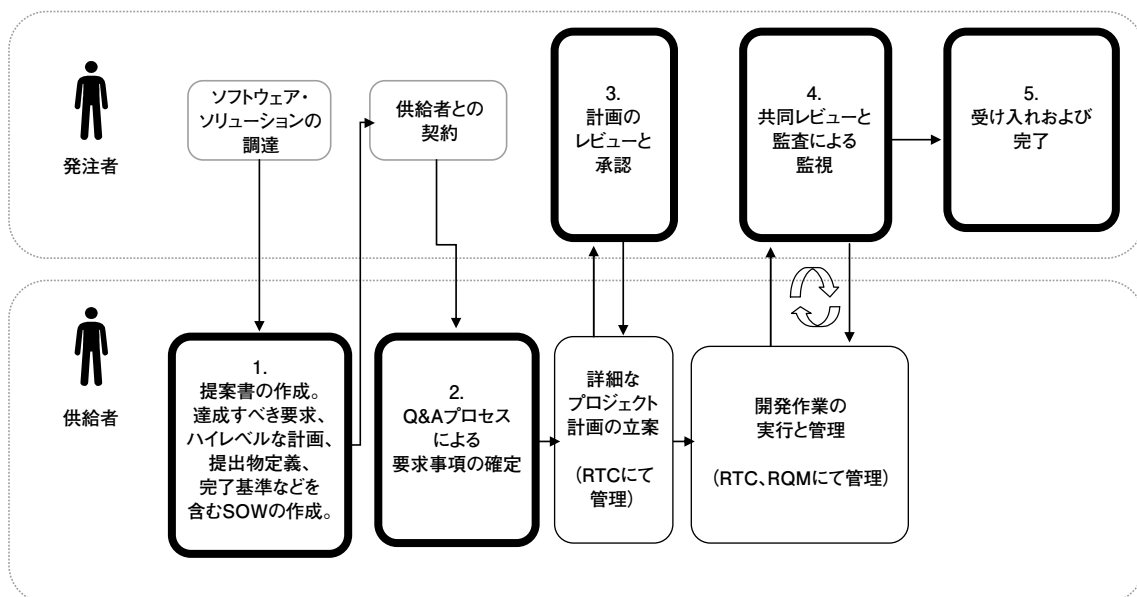 発注者
ソフトウェア・
ソリューションの
調達
供給者との
契約
3.
計画の
レビューと
承認
4.
共同レビューと
監査による
監視
5.
受け入れおよび
完了
供給者
1.
提案書の作成。
達成すべき要求、
ハイレベルな計画、
提出物定義、
完了基準などを
含むSOWの作成。
2.
Q&Aプロセス
による
要求事項の確定
詳細な
プロジェクト
計画の立案
(RTCにて
管理)
開発作業の
実行と管理
(RTC、RQMにて管理)